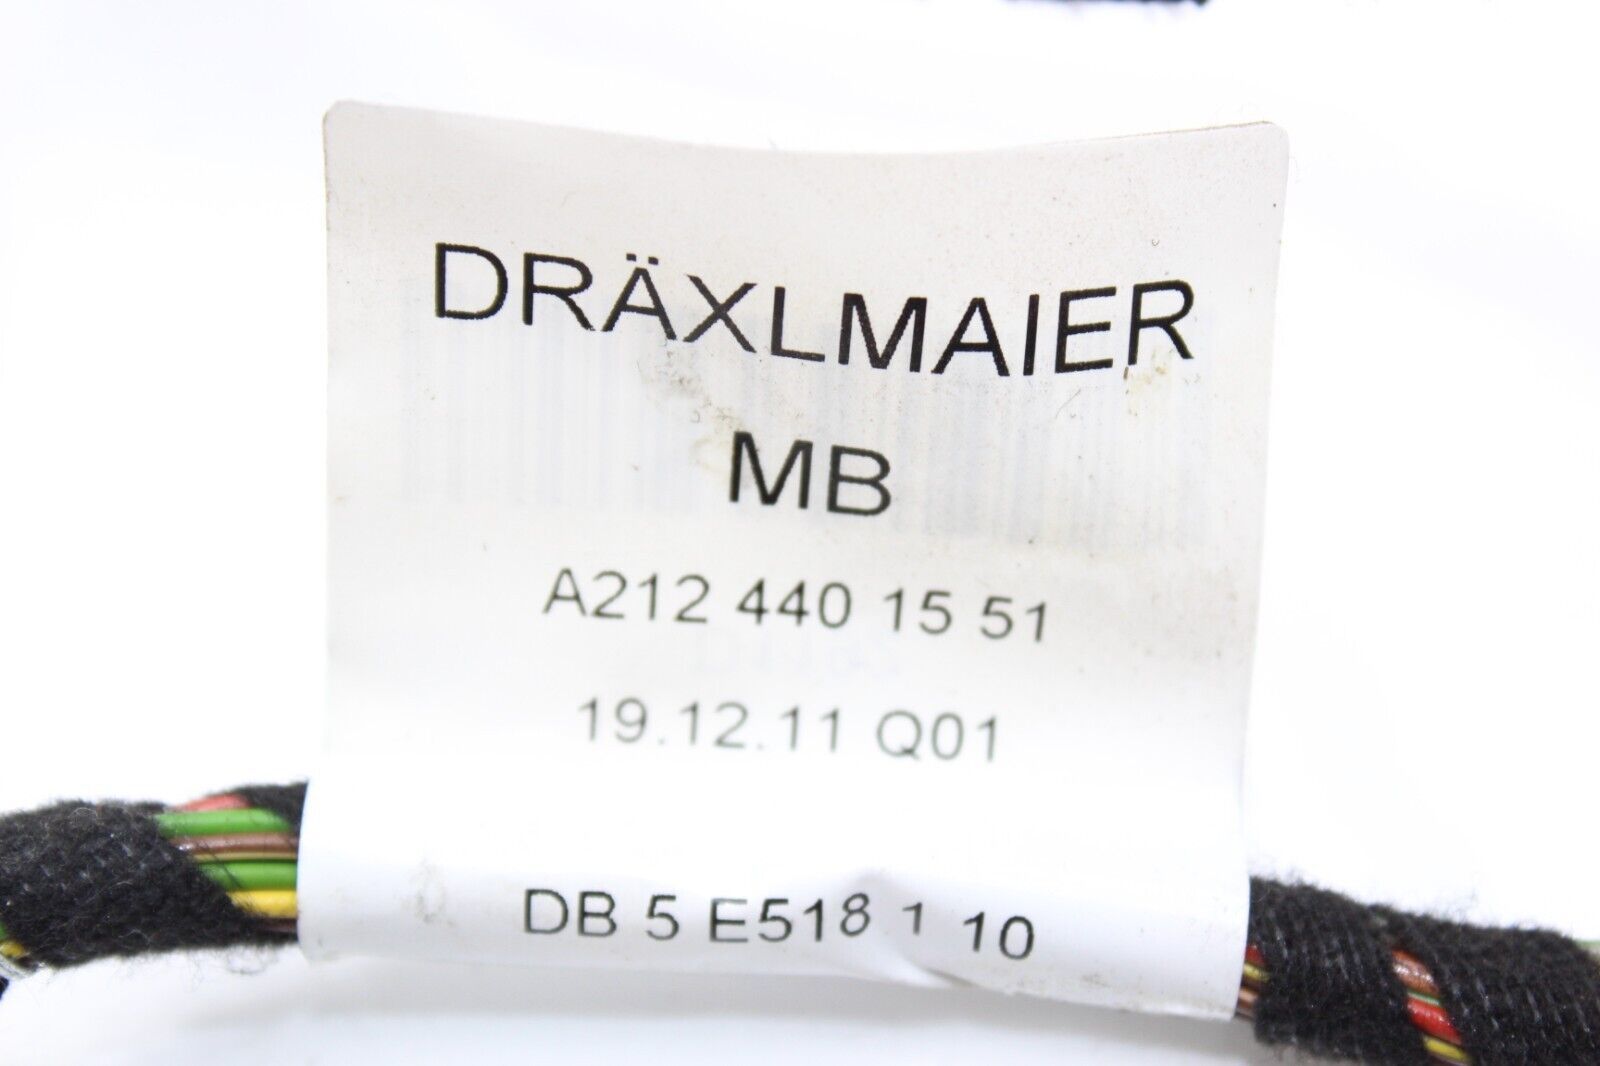 DRÄXLMAIER
MB
A212 440 15 51
19.12.11 Q01
DB 5 E518 1 10